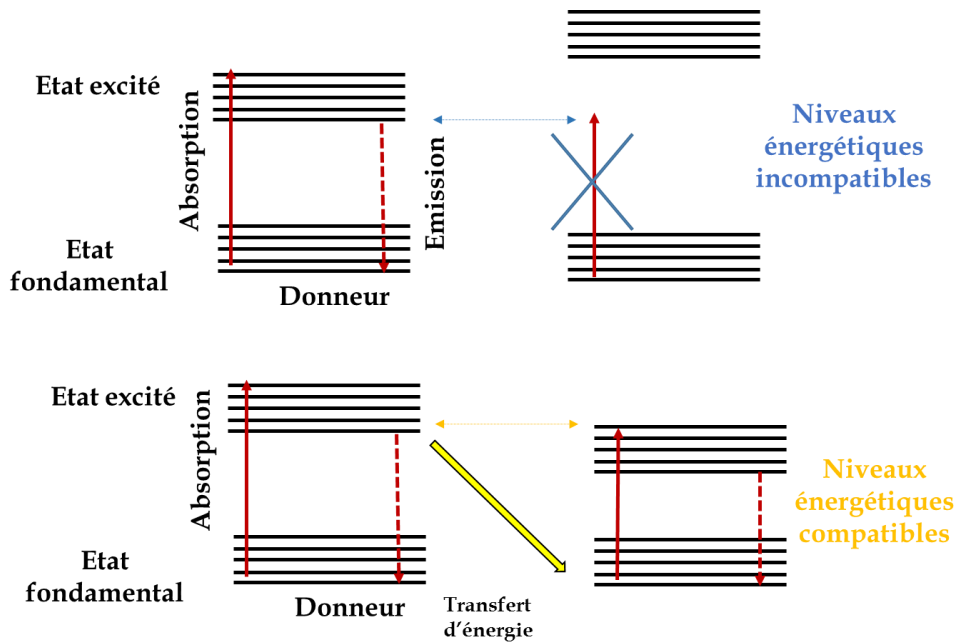 Etat excité
Absorption
Emission
Niveaux
énergétiques
incompatibles
Etat
fondamental
Donneur
Etat excité
Absorption
Niveaux
énergétiques
compatibles
Etat
fondamental
Donneur
Transfert
d’énergie